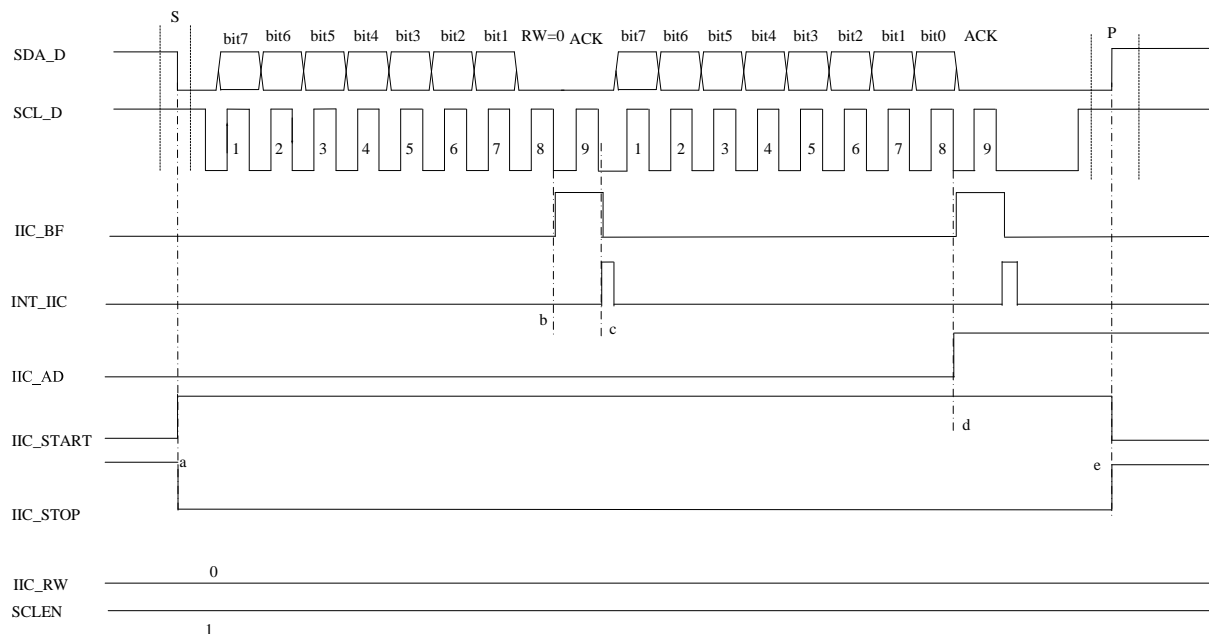 S
P
bit7 bit6 bit5 bit4 bit3 bit2 bit1 RW=0 ACK bit7 bit6 bit5 bit4 bit3 bit2 bit1 bit0 ACK
SDA_D
SCL_D
1 2 3 4 5 6 7 8 9 1 2 3 4 5 6 7 8 9
IIC_BF
INT_IIC
b c
IIC_AD
d
IIC_START
a e
IIC_STOP
0
IIC_RW
SCLEN
1